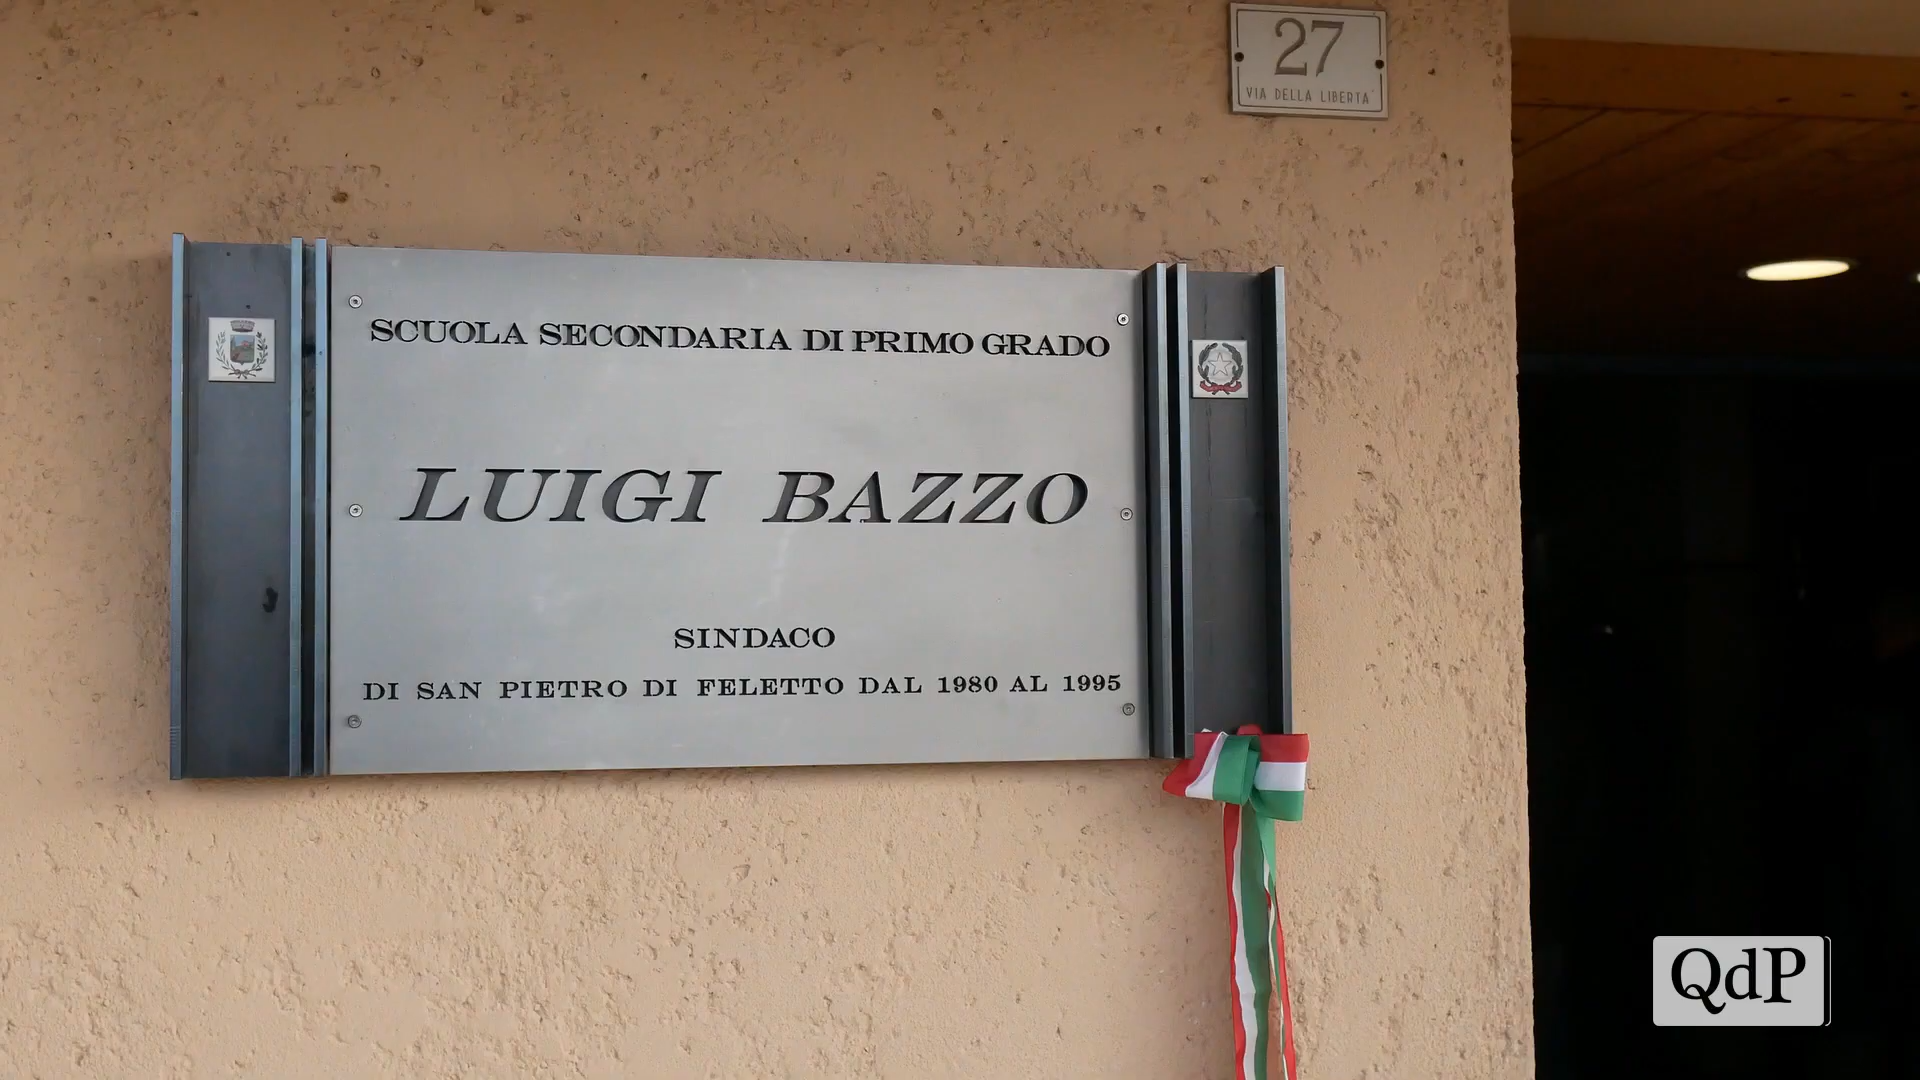 27
VIA DELLA LIBERTA'
SCUOLA SECONDARIA DI PRIMO GRADO
LUIGI BAZZO
SINDACO
DI SAN PIETRO DI FELETTO DAL 1980 AL 1995
QdP